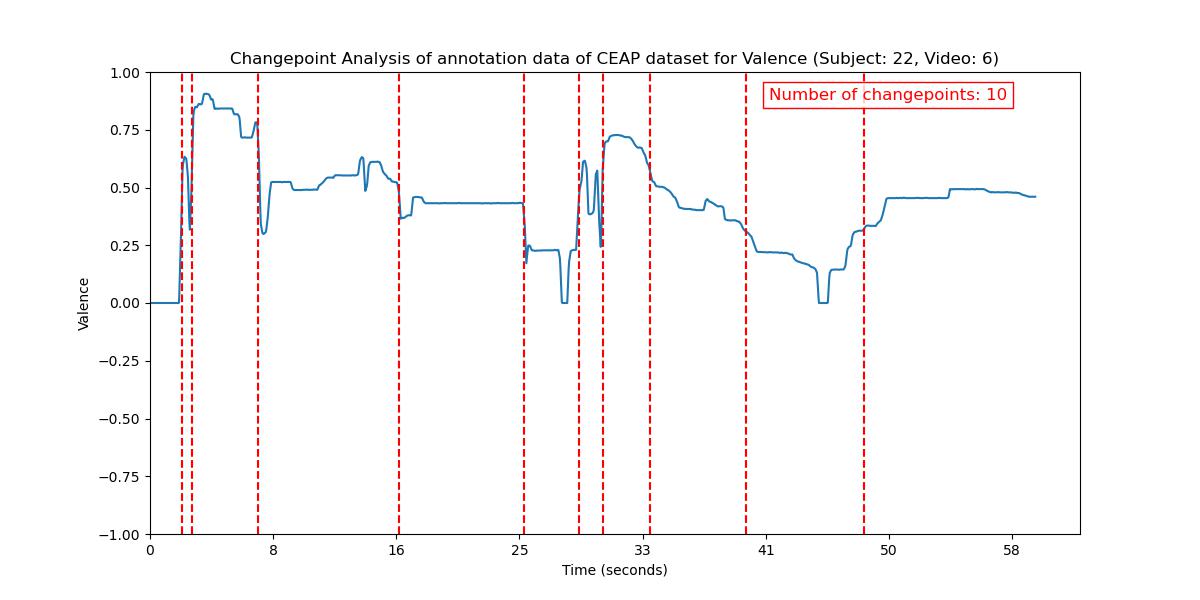 Changepoint Analysis of annotation data of CEAP dataset for Valence (Subject: 22, Video: 6)
Number of changepoints: 10
1.00
0.75
0.50
0.25
0.00
−0.25
−0.50
−0.75
−1.00
Valence
0 8 16 25 33 41 50 58
Time (seconds)